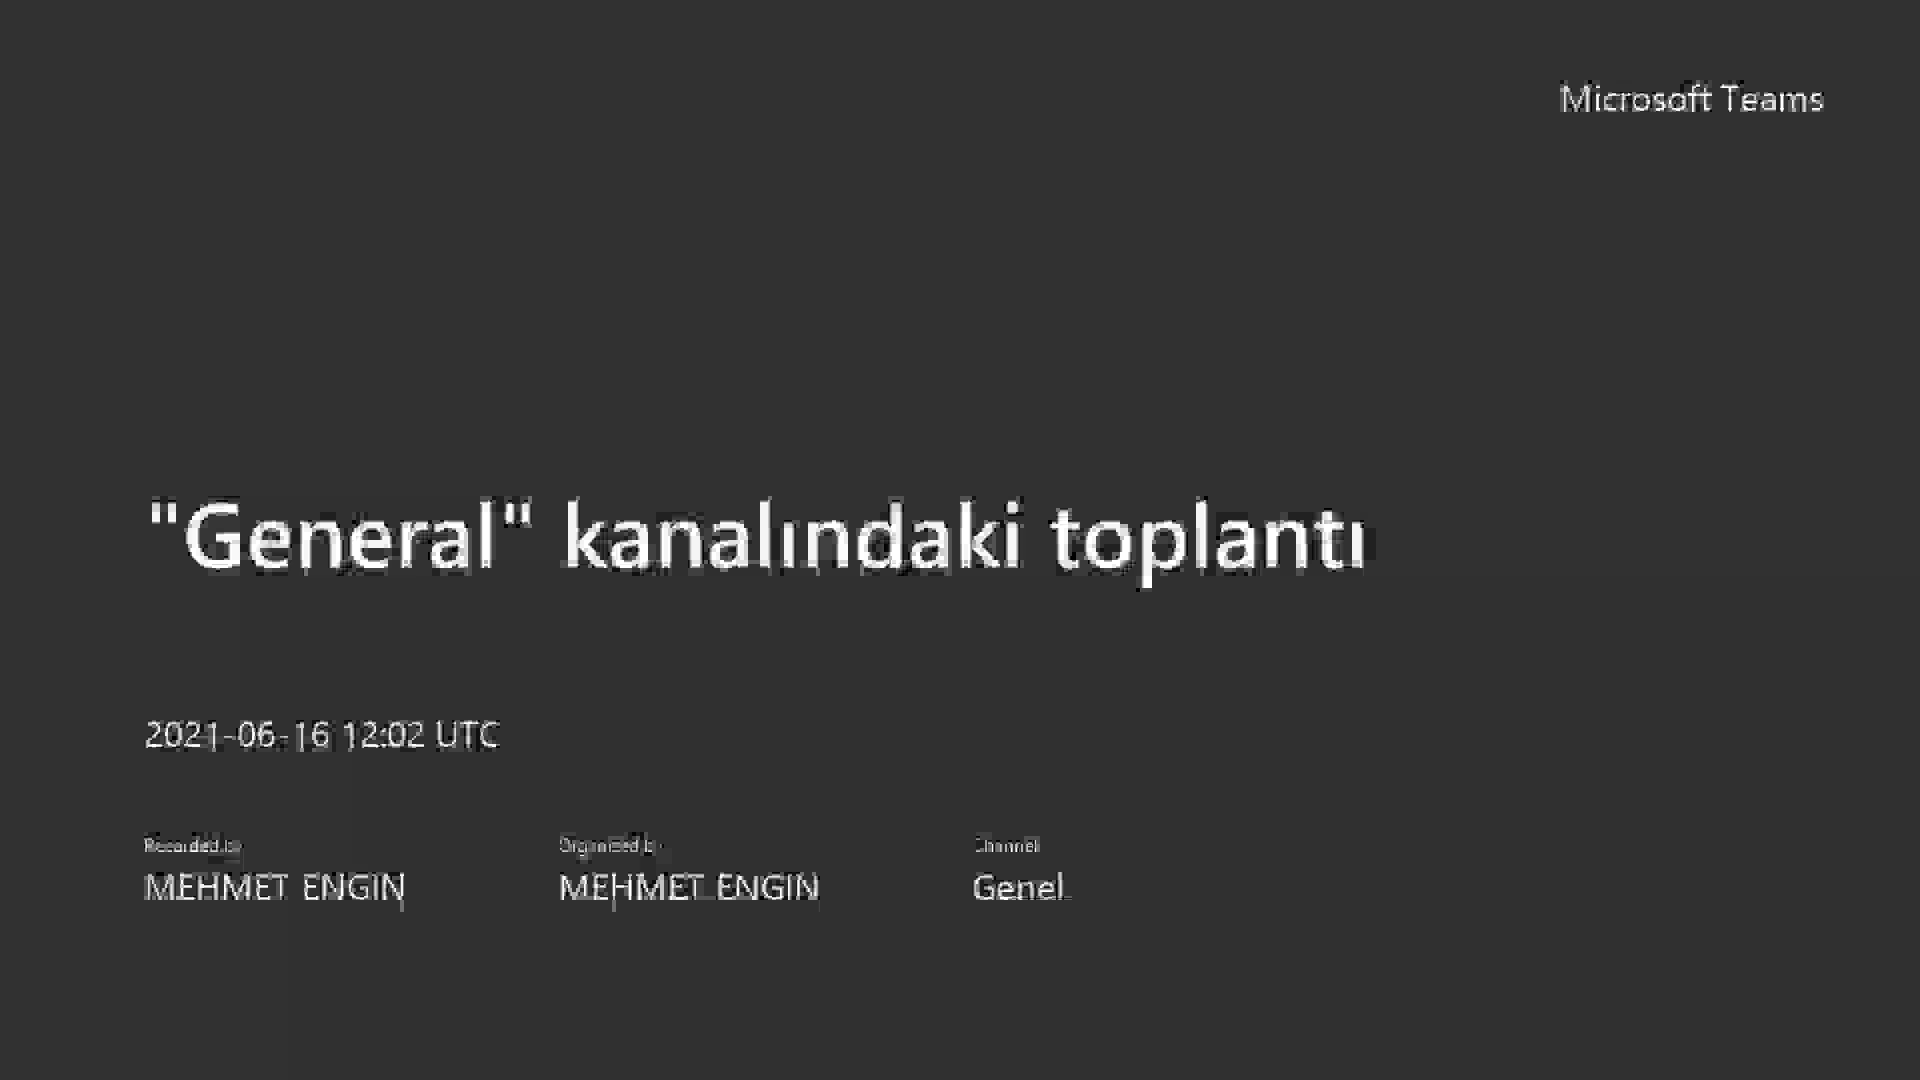 Microsoft Teams
"General" kanalındaki toplantı
2021-06-16 12:02 UTC
Recorded by Organized by Channel
MEHMET ENGIN MEHMET ENGIN Genel